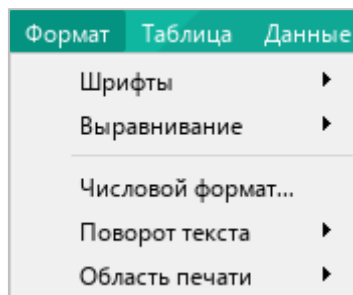 Формат Таблица Данные
Шрифты
Выравнивание
Числовой формат...
Поворот текста
Область печати